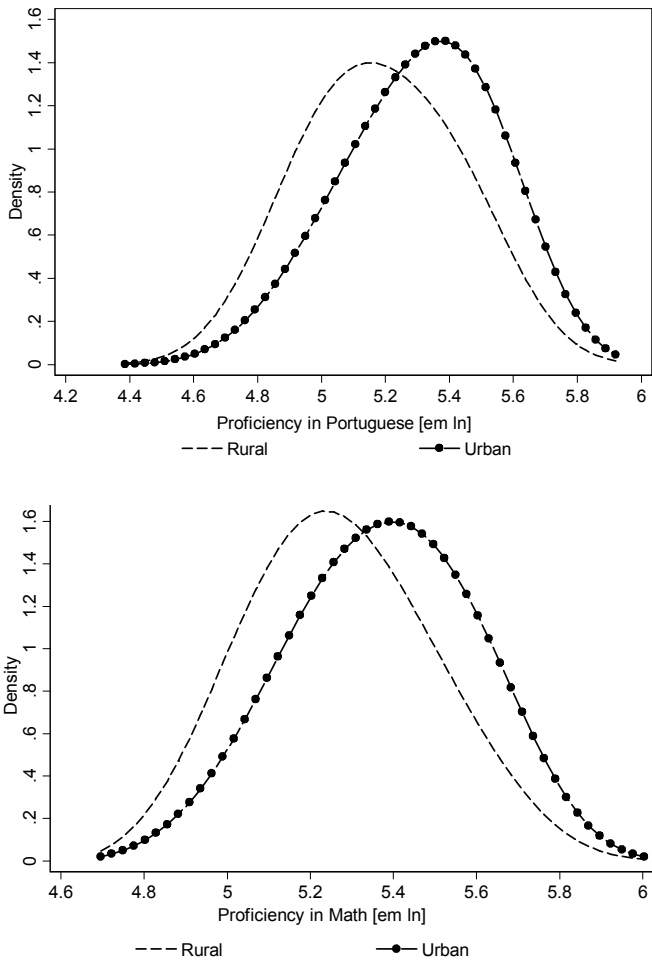 1.6
1.4
1.2
1
.8
.6
.4
.2
0
Density
4.2 4.4 4.6 4.8 5 5.2 5.4 5.6 5.8 6
Proficiency in Portuguese [em ln]
Rural Urban
1.6
1.4
1.2
1
.8
.6
.4
.2
0
Density
4.6 4.8 5 5.2 5.4 5.6 5.8 6
Proficiency in Math [em ln]
Rural Urban